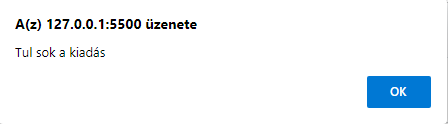 A(z) 127.0.0.1:5500 üzenete
Tul sok a kiadás
OK